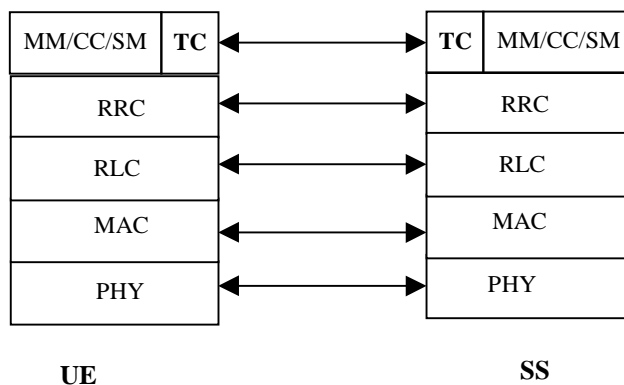 MM/CC/SM TC TC MM/CC/SM
RRC RRC
RLC RLC
MAC MAC
PHY PHY
UE SS